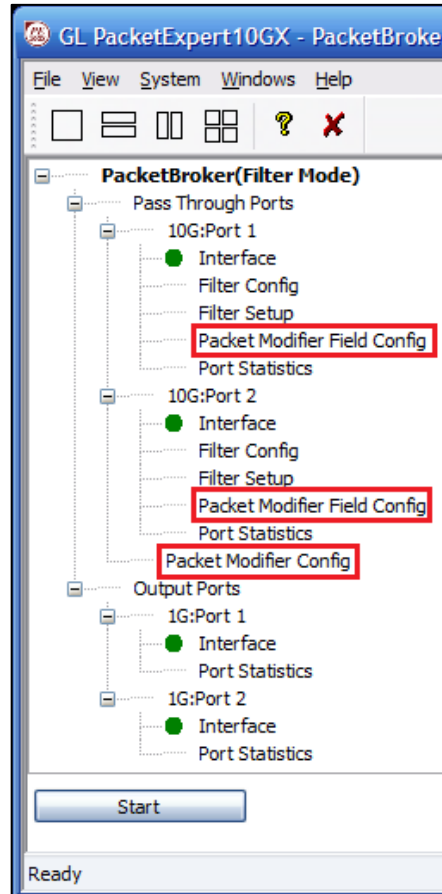 GL PacketExpert10GX - PacketBroke
File View System Windows Help
PacketBroker(Filter Mode)
Pass Through Ports
10G:Port 1
Interface
Filter Config
Filter Setup
Packet Modifier Field Config
Port Statistics
10G:Port 2
Interface
Filter Config
Filter Setup
Packet Modifier Field Config
Port Statistics
Packet Modifier Config
Output Ports
1G:Port 1
Interface
Port Statistics
1G:Port 2
Interface
Port Statistics
Start
Ready